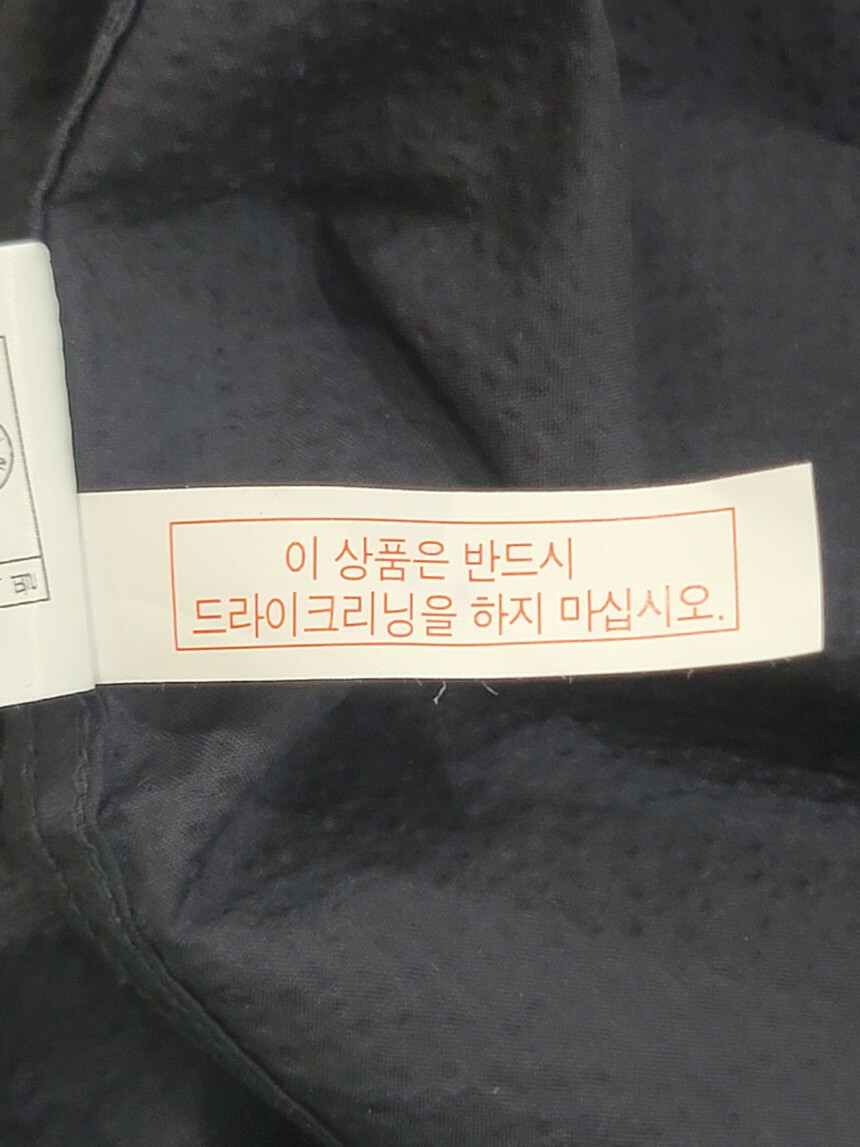 이 상품은 반드시
드라이크리닝을 하지 마십시오.